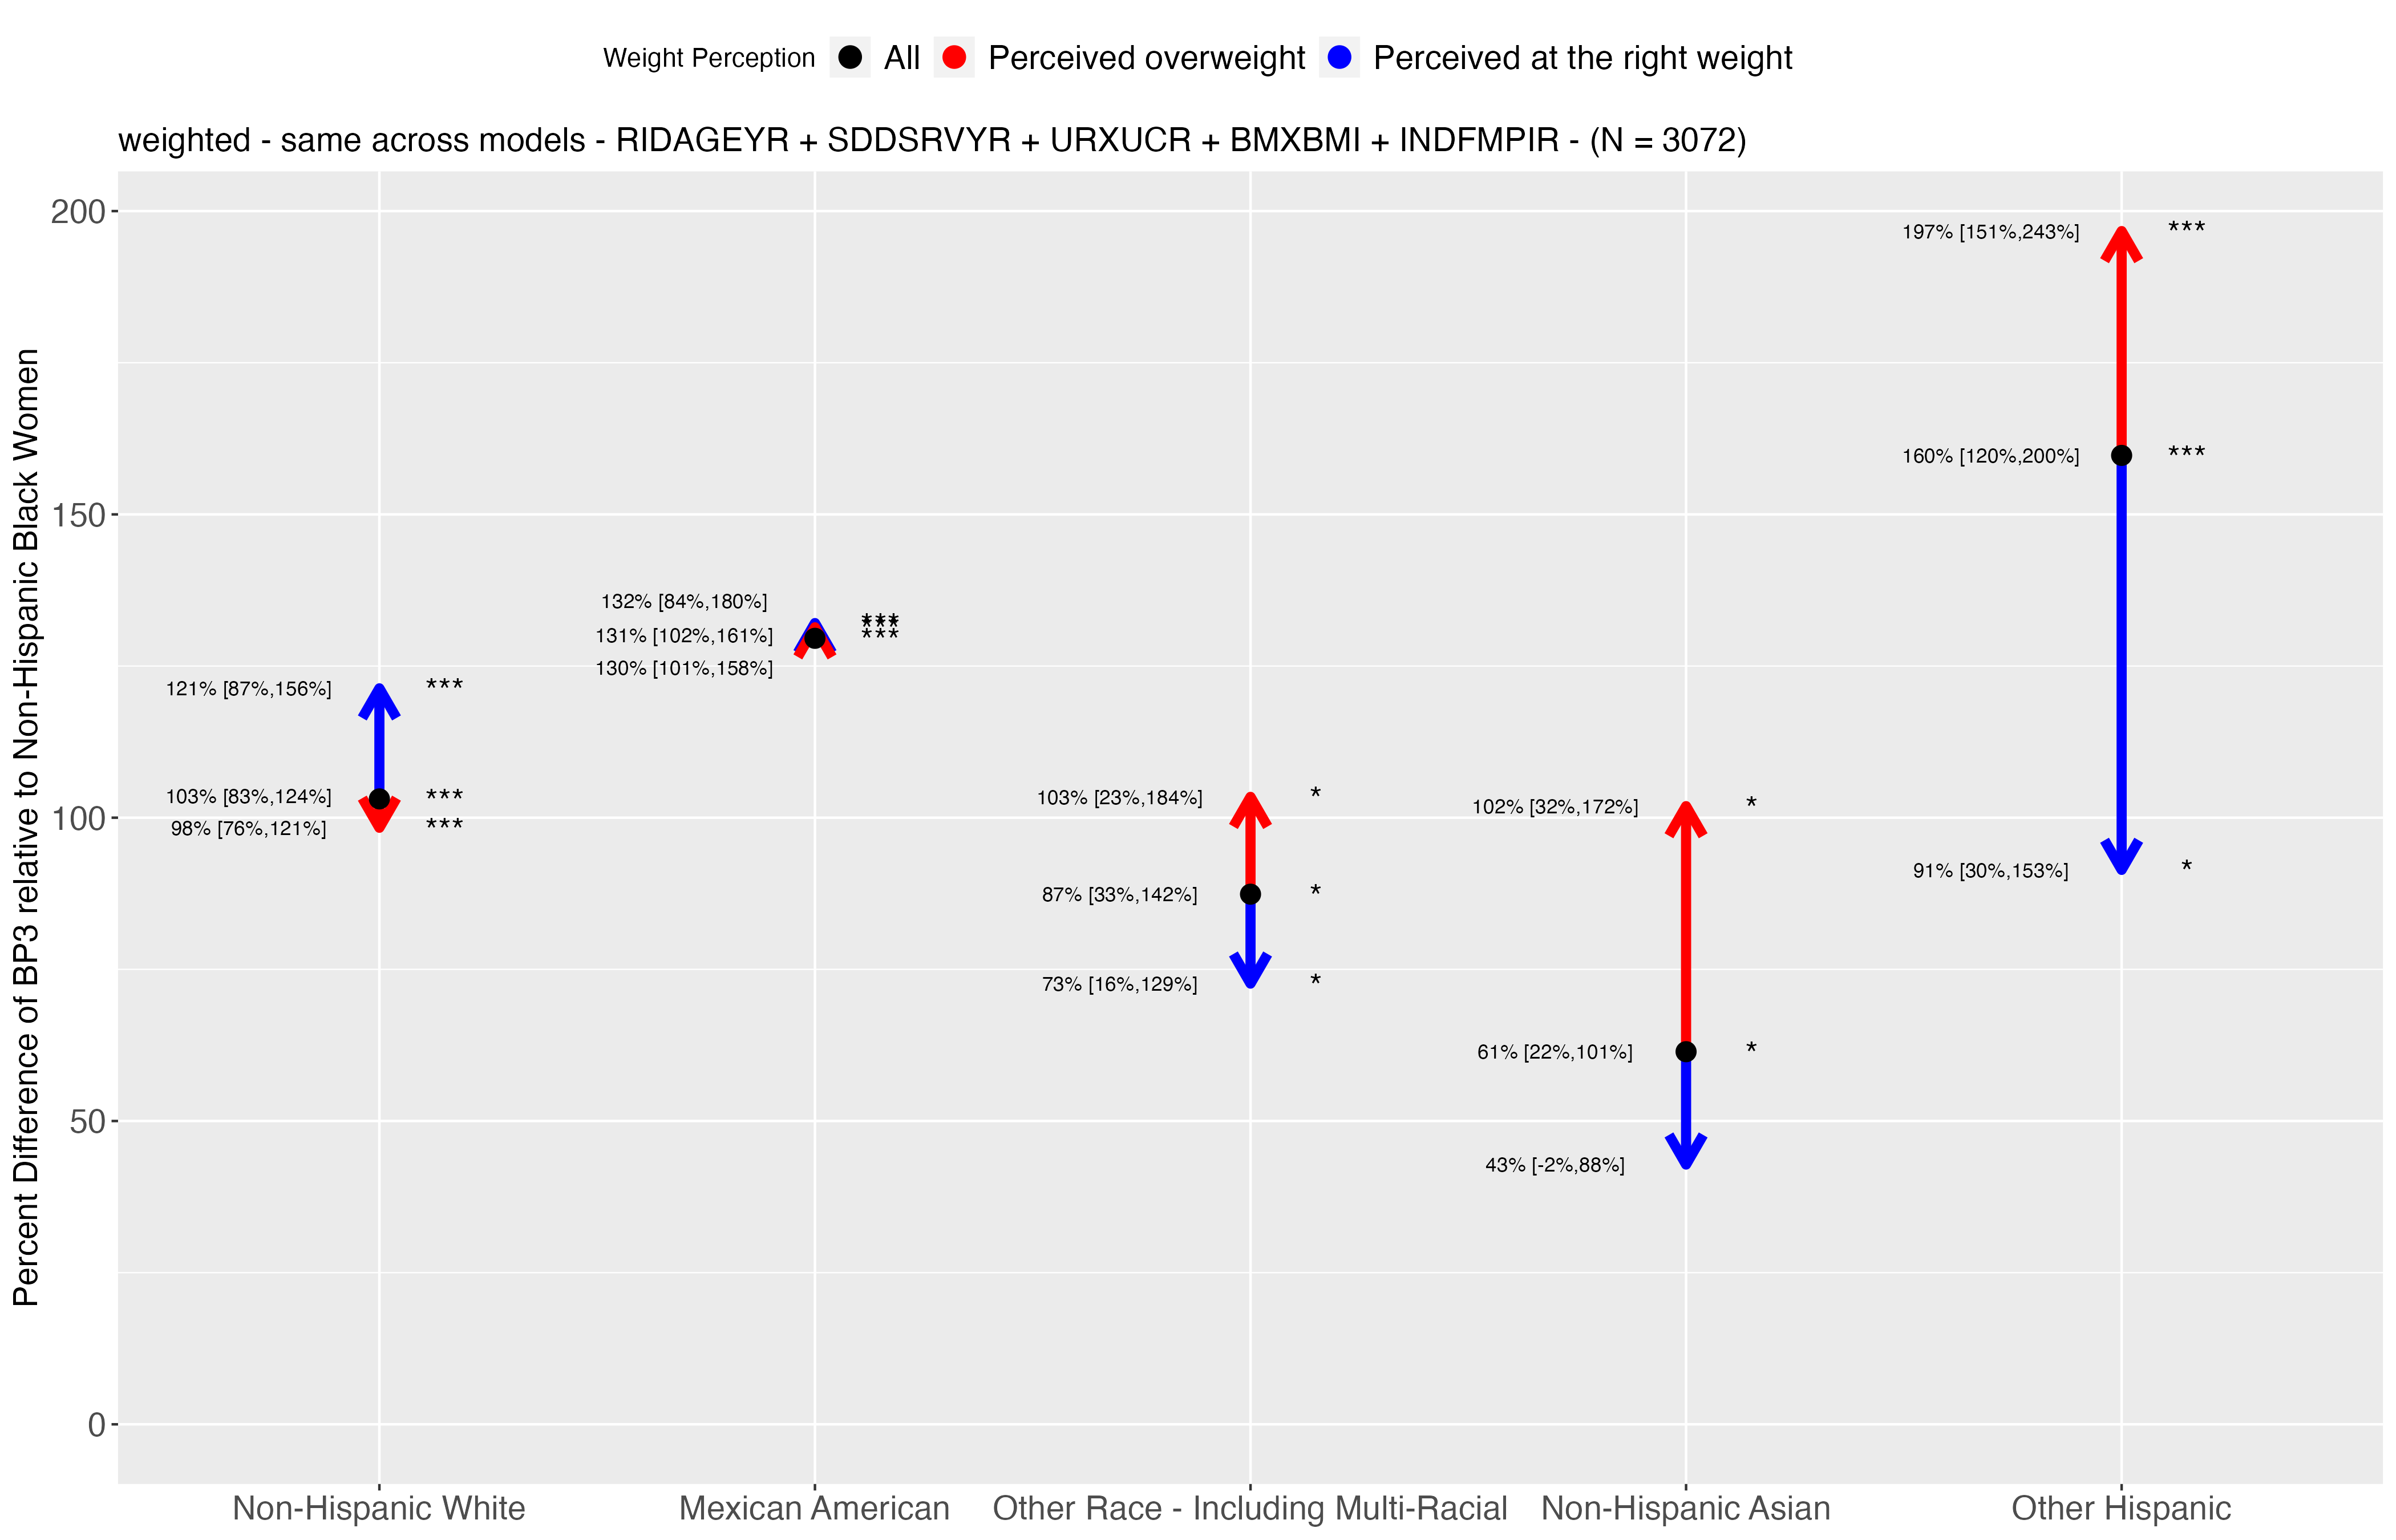 Weight Perception All Perceived overweight Perceived at the right weight
weighted - same across models - RIDAGEYR + SDDSRVYR + URXUCR + BMXBMI + INDFMPIR - (N = 3072)
Percent Difference of BP3 relative to Non-Hispanic Black Women
200
150
100
50
0
121% [87%,156%] ***
103% [83%,124%] ***
98% [76%,121%] ***
132% [84%,180%] ***
131% [102%,161%] ***
130% [101%,158%] ***
103% [23%,184%] *
87% [33%,142%] *
73% [16%,129%] *
102% [32%,172%] *
61% [22%,101%] *
43% [-2%,88%]
197% [151%,243%] ***
160% [120%,200%] ***
91% [30%,153%] *
Non-Hispanic White
Mexican American
Other Race - Including Multi-Racial
Non-Hispanic Asian
Other Hispanic